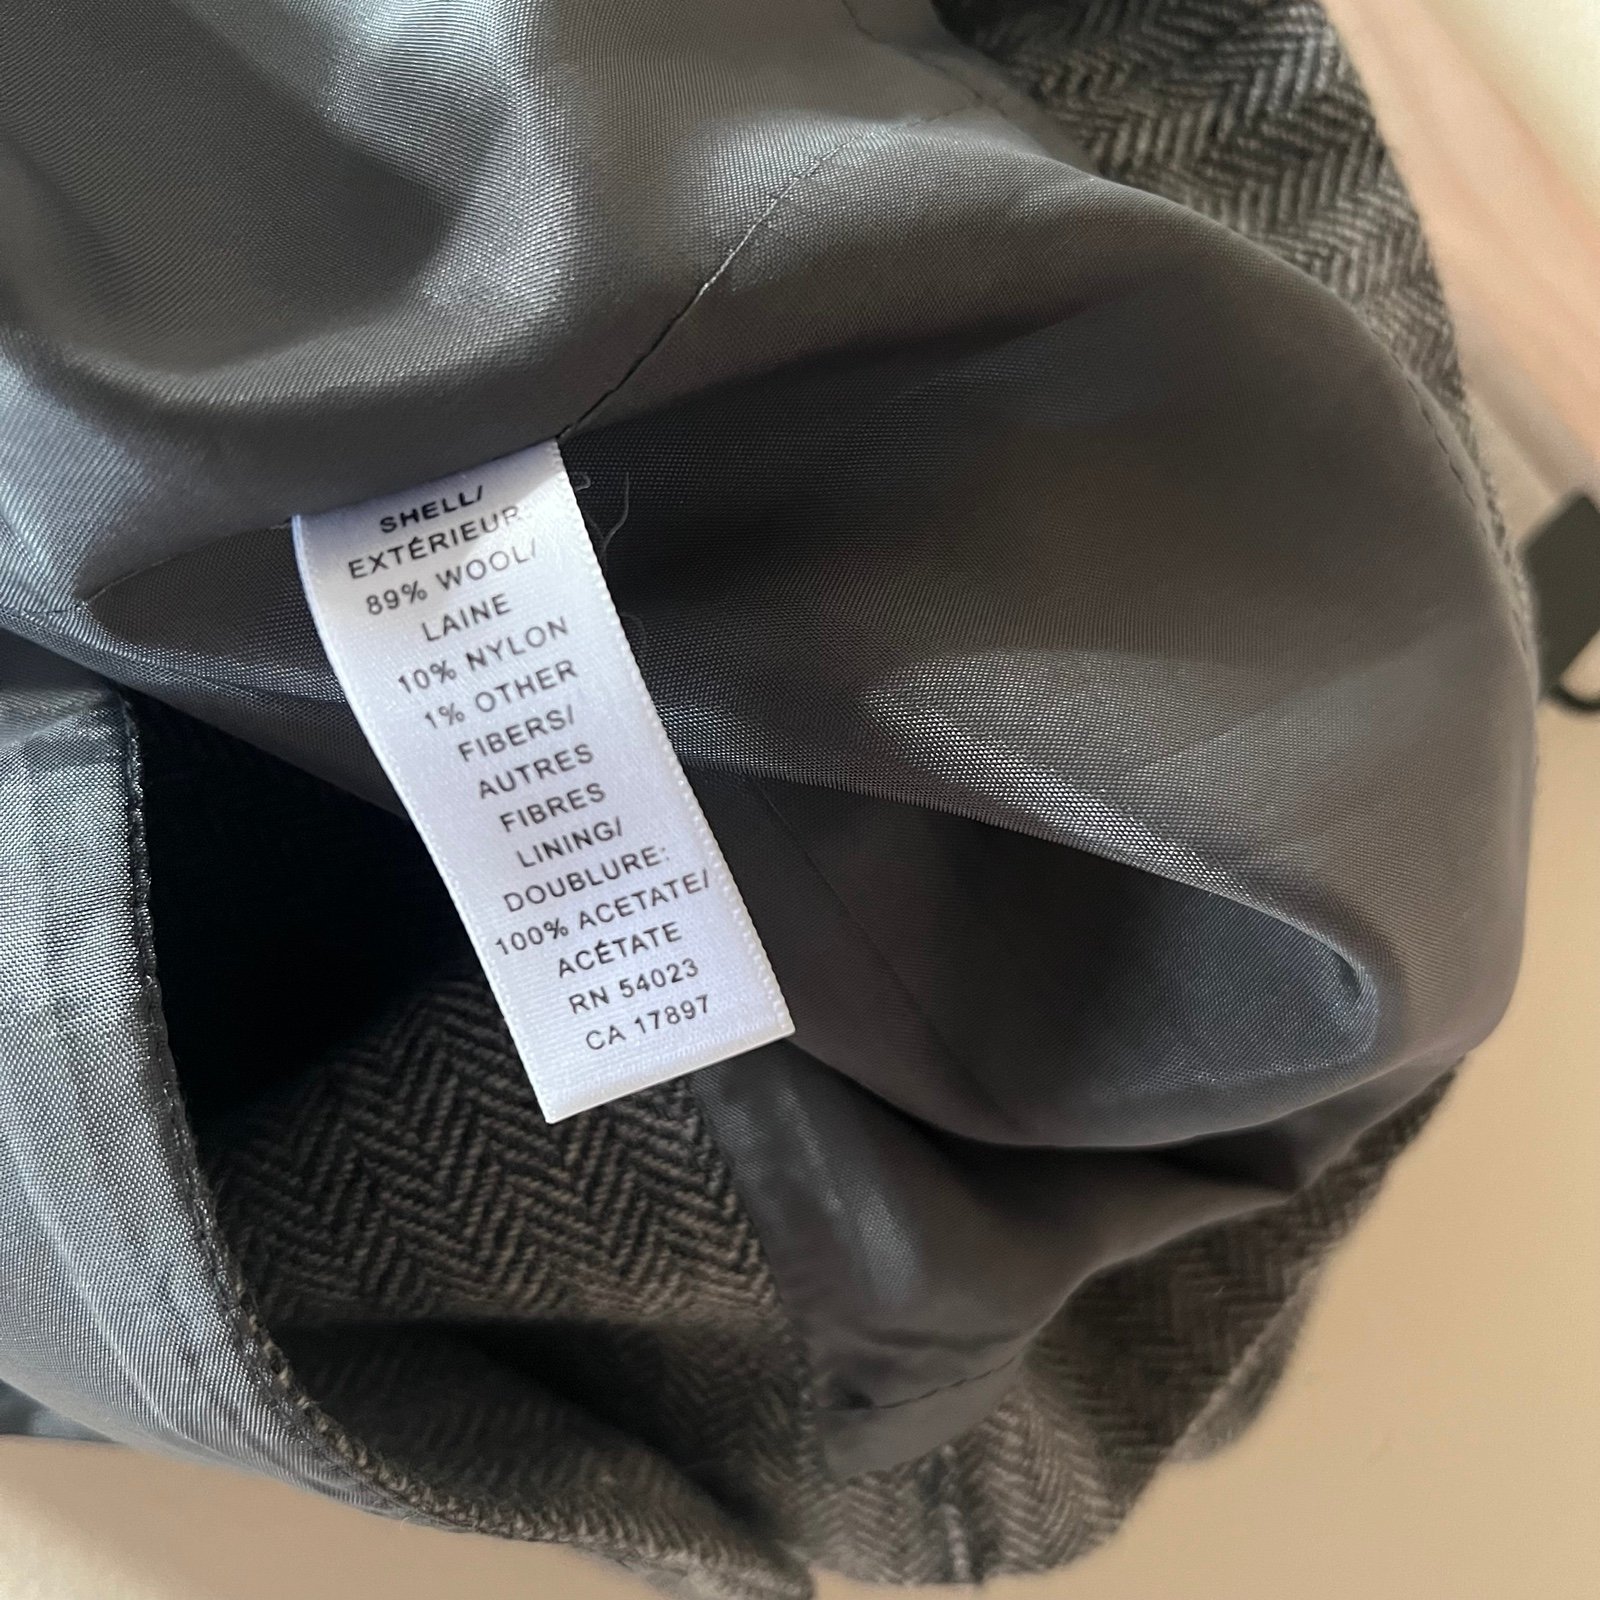 SHELL/
EXTÉRIEUR
89% WOOL/
LAINE
10% NYLON
1% OTHER
FIBERS/
AUTRES
FIBRES
LINING/
DOUBLURE:
100% ACETATE/
ACÉTATE
RN 54023
CA 17897